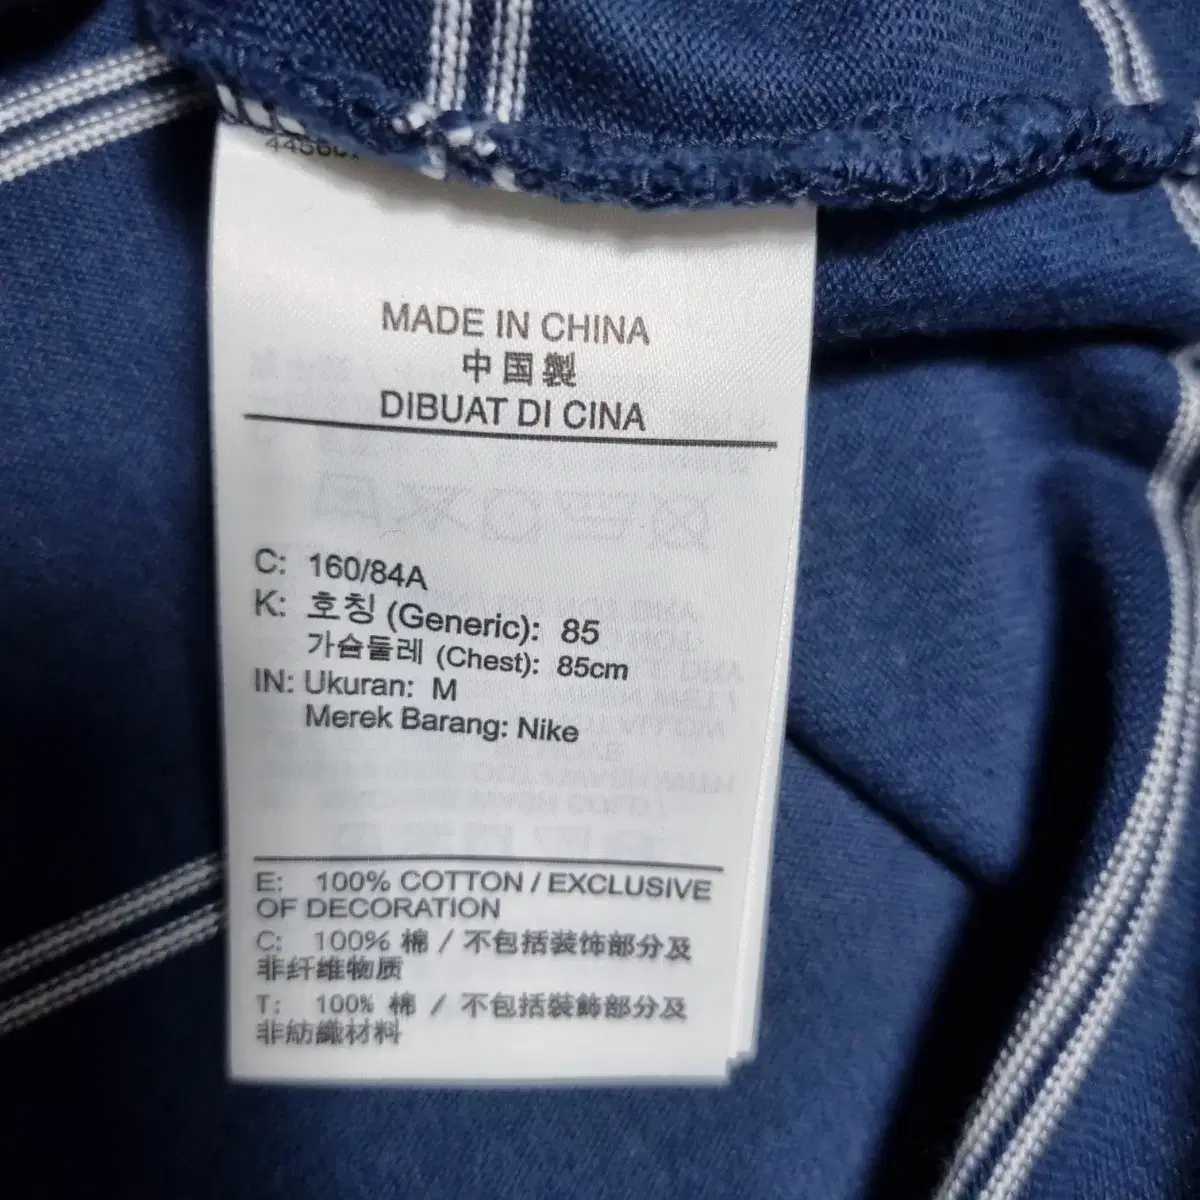 MADE IN CHINA
中国製
DIBUAT DI CINA
C: 160/84A
K: 호칭 (Generic): 85
가슴둘레 (Chest): 85cm
IN: Ukuran: M
Merek Barang: Nike
E: 100% COTTON / EXCLUSIVE
OF DECORATION
C: 100% 棉 / 不包括装饰部分及
非纤维物质
T: 100% 棉 / 不包括裝飾部分及
非紡織材料